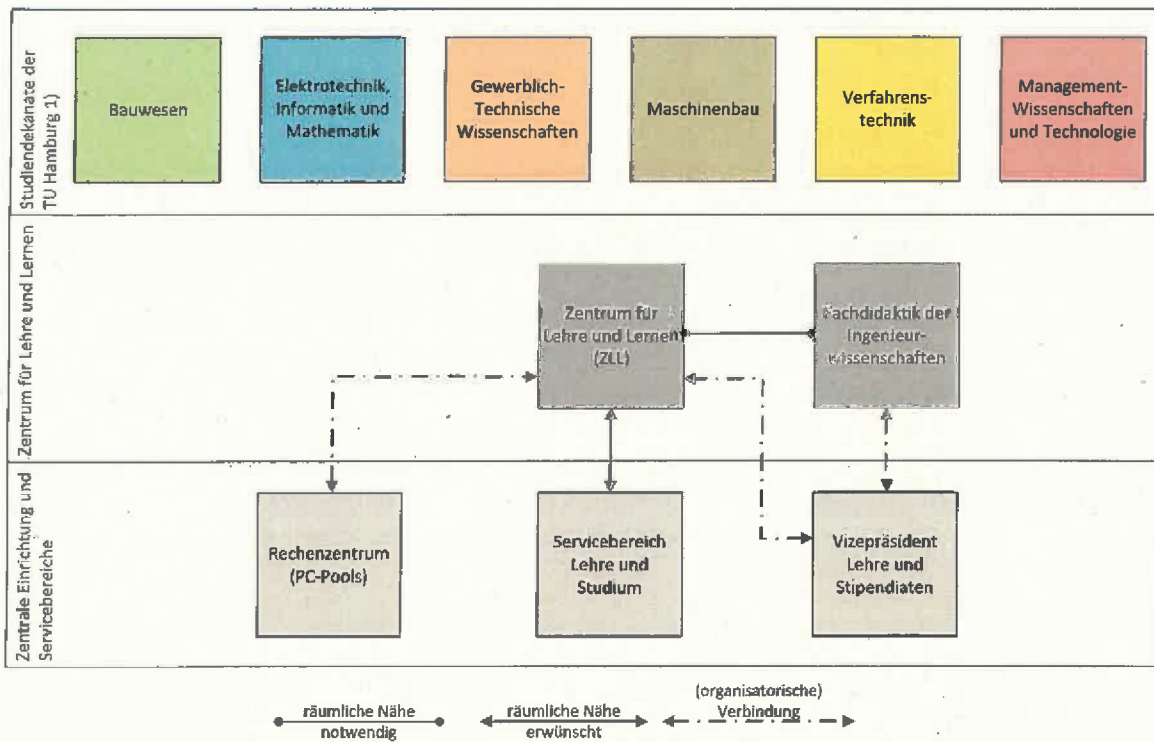 Studiendekanate der
TU Hamburg 1)
Bauwesen
Elektrotechnik,
Informatik und
Mathematik
Gewerblich-
Technische
Wissenschaften
Maschinenbau
Verfahrens-
technik
Management-
Wissenschaften
und Technologie
Zentrum für Lehre und Lernen
Zentrum für
Lehre und Lernen
(ZLL)
Fachdidaktik der
Ingenieur-
wissenschaften
Zentrale Einrichtung und
Servicebereiche
Rechenzentrum
(PC-Pools)
Servicebereich
Lehre und
Studium
Vizepräsident
Lehre und
Stipendiaten
räumliche Nähe
notwendig
räumliche Nähe
erwünscht
(organisatorische)
Verbindung